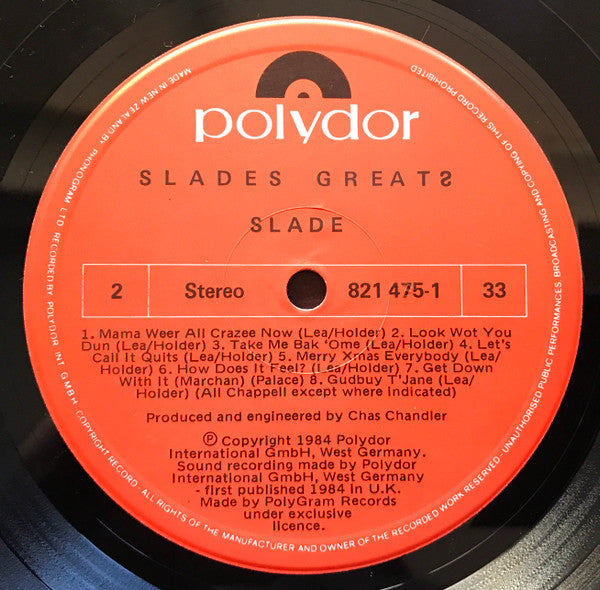 polydor
SLADES GREATS
SLADE
2 Stereo 821 475-1 33
1. Mama Weer All Crazee Now (Lea/Holder) 2. Look Wot You
Dun (Lea/Holder) 3. Take Me Bak 'Ome (Lea/Holder) 4. Let's
Call It Quits (Lea/Holder) 5. Merry Xmas Everybody (Lea/
Holder) 6. How Does It Feel? (Lea/Holder) 7. Get Down
With It (Marchan) (Palace) 8. Gudbuy T'Jane (Lea/
Holder) (All Chappell except where indicated)
Produced and engineered by Chas Chandler
Ⓟ Copyright 1984 Polydor
International GmbH, West Germany.
Sound recording made by Polydor
International GmbH, West Germany
- first published 1984 in U.K.
Made by PolyGram Records
under exclusive
licence.
MADE IN NEW ZEALAND BY PHONOGRAM LTD. FOR POLYDOR INT. GMBH COPYRIGHT RECORD - ALL RIGHTS OF THE MANUFACTURER AND OWNER OF THE RECORDED WORK RESERVED - UNAUTHORISED PUBLIC PERFORMANCES BROADCASTING AND COPYING OF THIS RECORD PROHIBITED